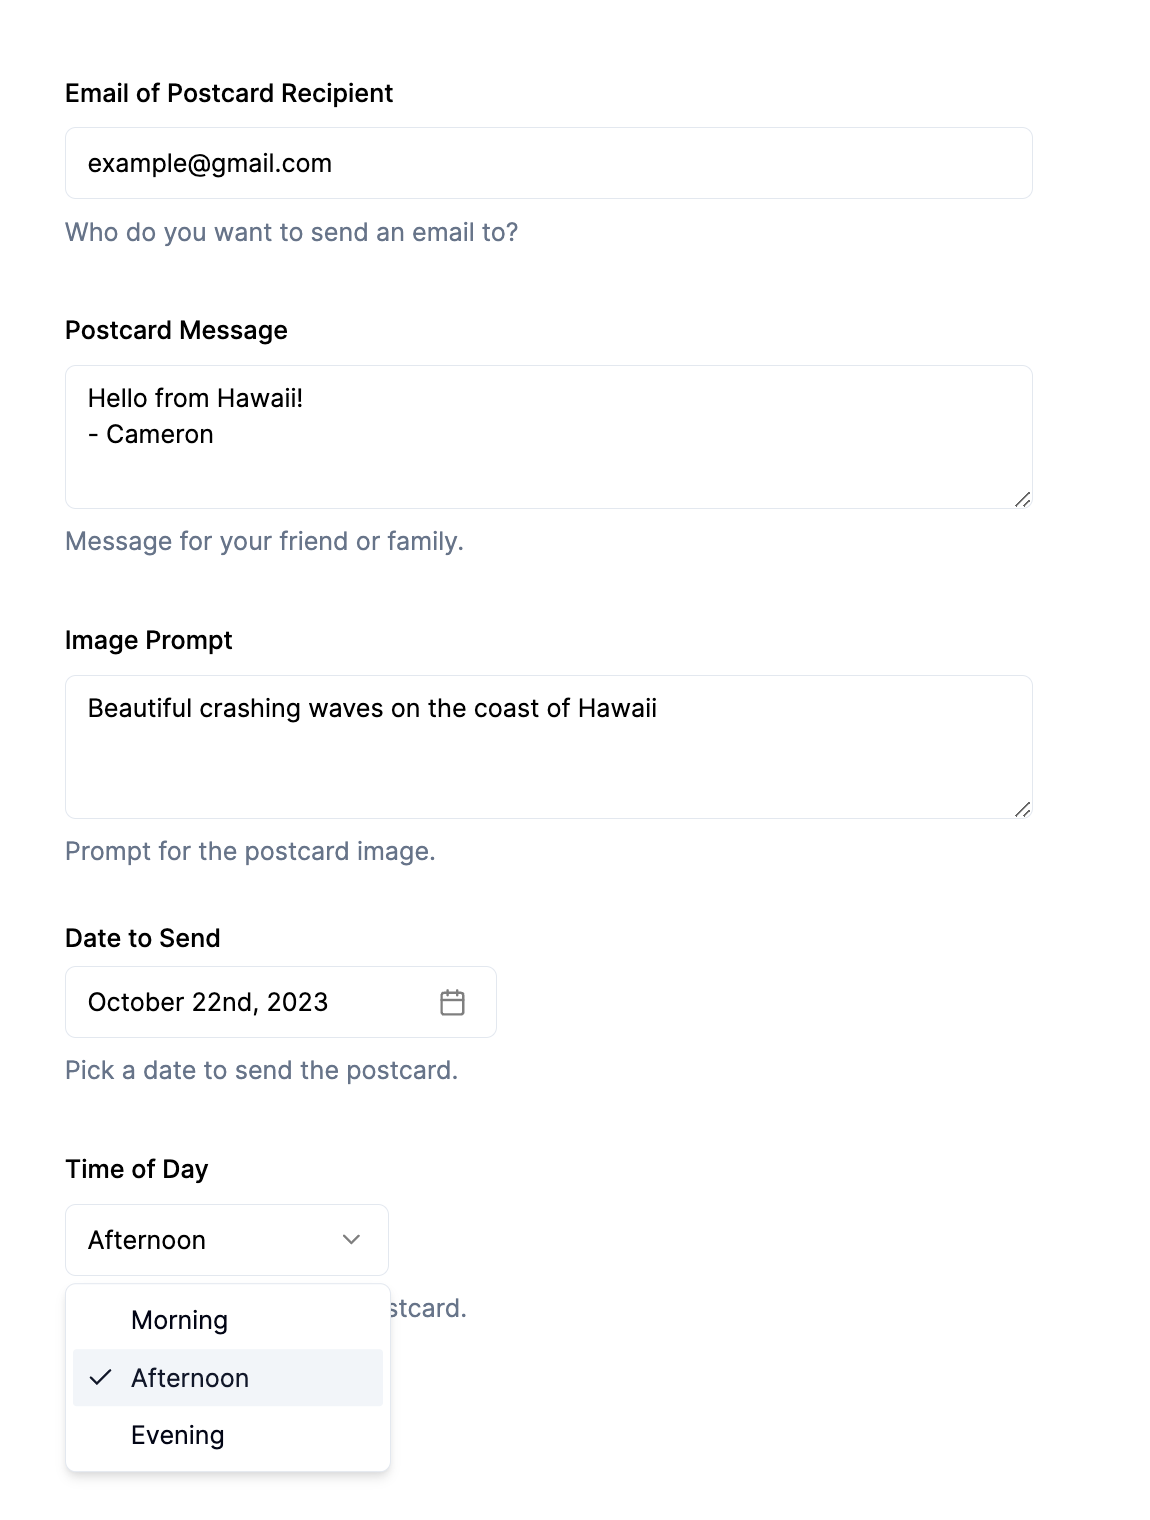 Email of Postcard Recipient
example@gmail.com
Who do you want to send an email to?
Postcard Message
Hello from Hawaii!
- Cameron
Message for your friend or family.
Image Prompt
Beautiful crashing waves on the coast of Hawaii
Prompt for the postcard image.
Date to Send
October 22nd, 2023
Pick a date to send the postcard.
Time of Day
Afternoon
Morning
Afternoon
Evening